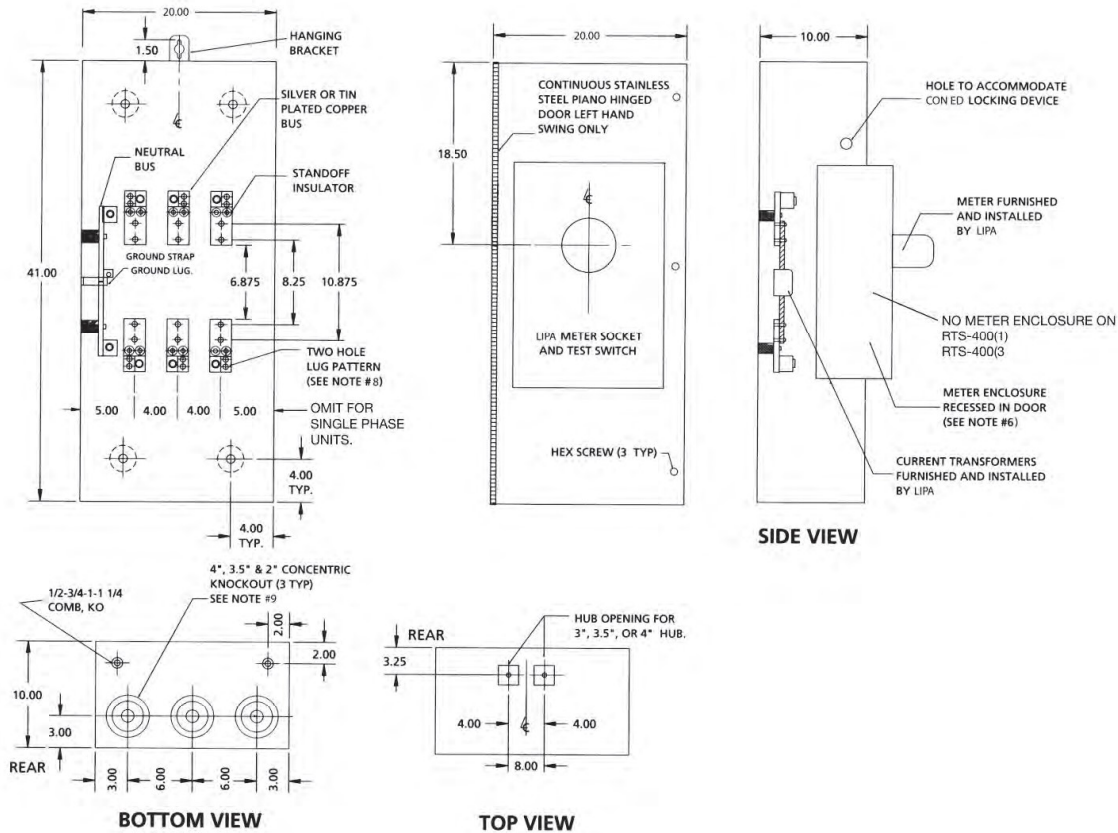 20.00
1.50
HANGING
BRACKET
SILVER OR TIN
PLATED COPPER
BUS
NEUTRAL
BUS
STANDOFF
INSULATOR
41.00
GROUND STRAP
GROUND LUG.
6.875
8.25
10.875
TWO HOLE
LUG PATTERN
(SEE NOTE #8)
5.00
4.00
4.00
5.00
OMIT FOR
SINGLE PHASE
UNITS.
4.00
TYP.
4.00
TYP.
20.00
18.50
CONTINUOUS STAINLESS
STEEL PIANO HINGED
DOOR LEFT HAND
SWING ONLY
LIPA METER SOCKET
AND TEST SWITCH
HEX SCREW (3 TYP)
10.00
HOLE TO ACCOMMODATE
CON ED LOCKING DEVICE
METER FURNISHED
AND INSTALLED
BY LIPA
NO METER ENCLOSURE ON
RTS-400(1)
RTS-400(3
METER ENCLOSURE
RECESSED IN DOOR
(SEE NOTE #6)
CURRENT TRANSFORMERS
FURNISHED AND INSTALLED
BY LIPA
SIDE VIEW
4", 3.5" & 2" CONCENTRIC
KNOCKOUT (3 TYP)
SEE NOTE #9
1/2-3/4-1-1 1/4
COMB, KO
2.00
2.00
10.00
3.00
REAR
3.00
6.00
6.00
3.00
BOTTOM VIEW
REAR
3.25
HUB OPENING FOR
3", 3.5", OR 4" HUB.
4.00
4.00
8.00
TOP VIEW